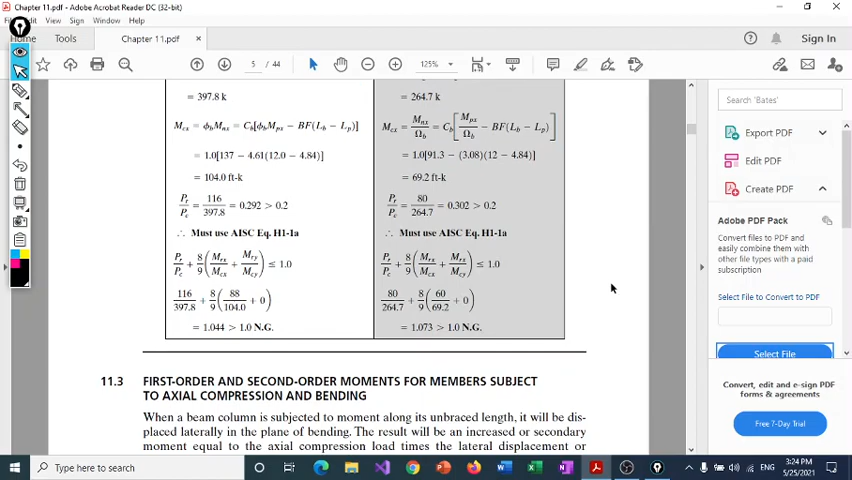 Chapter 11.pdf - Adobe Acrobat Reader DC (32-bit)
View Sign Window Help
Tools
Chapter 11.pdf ×
Sign In
5 / 44
125%
= 397.8 k
Mcx = ϕbMnx = Cb[ϕbMpx − BF(Lb − Lp)]
= 1.0[137 − 4.61(12.0 − 4.84)]
= 104.0 ft-k
Pr/Pc = 116/397.8 = 0.292 > 0.2
∴ Must use AISC Eq. H1-1a
Pr/Pc + 8/9(Mrx/Mcx + Mry/Mcy) ≤ 1.0
116/397.8 + 8/9(88/104.0 + 0)
= 1.044 > 1.0 N.G.
= 264.7 k
Mcx = Mnx/Ωb = Cb[Mpx/Ωb − BF(Lb − Lp)]
= 1.0[91.3 − (3.08)(12 − 4.84)]
= 69.2 ft-k
Pr/Pc = 80/264.7 = 0.302 > 0.2
∴ Must use AISC Eq. H1-1a
Pr/Pc + 8/9(Mrx/Mcx + Mrx/Mcy) ≤ 1.0
80/264.7 + 8/9(60/69.2 + 0)
= 1.073 > 1.0 N.G.
11.3 FIRST-ORDER AND SECOND-ORDER MOMENTS FOR MEMBERS SUBJECT
TO AXIAL COMPRESSION AND BENDING
When a beam column is subjected to moment along its unbraced length, it will be dis-
placed laterally in the plane of bending. The result will be an increased or secondary
moment equal to the axial compression load times the lateral displacement or
Search 'Bates'
Export PDF
Edit PDF
Create PDF
Adobe PDF Pack
Convert files to PDF and
easily combine them with
other file types with a paid
subscription
Select File to Convert to PDF
Select File
Convert, edit and e-sign PDF
forms & agreements
Free 7-Day Trial
Type here to search
ENG
3:24 PM
5/25/2021